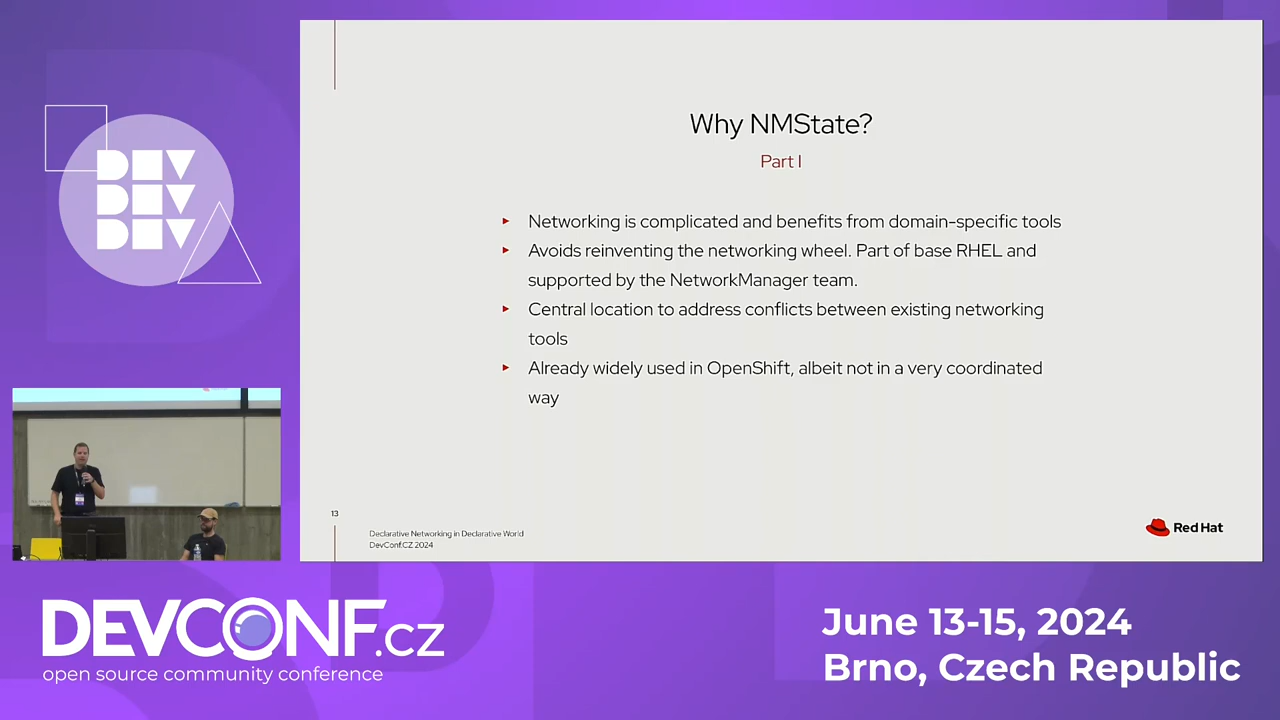 DEV
DEV
DEV
Why NMState?
Part I
Networking is complicated and benefits from domain-specific tools
Avoids reinventing the networking wheel. Part of base RHEL and
supported by the NetworkManager team.
Central location to address conflicts between existing networking
tools
Already widely used in OpenShift, albeit not in a very coordinated
way
13
Declarative Networking in Declarative World
DevConf.CZ 2024
Red Hat
DEVCONF.cz
open source community conference
June 13-15, 2024
Brno, Czech Republic